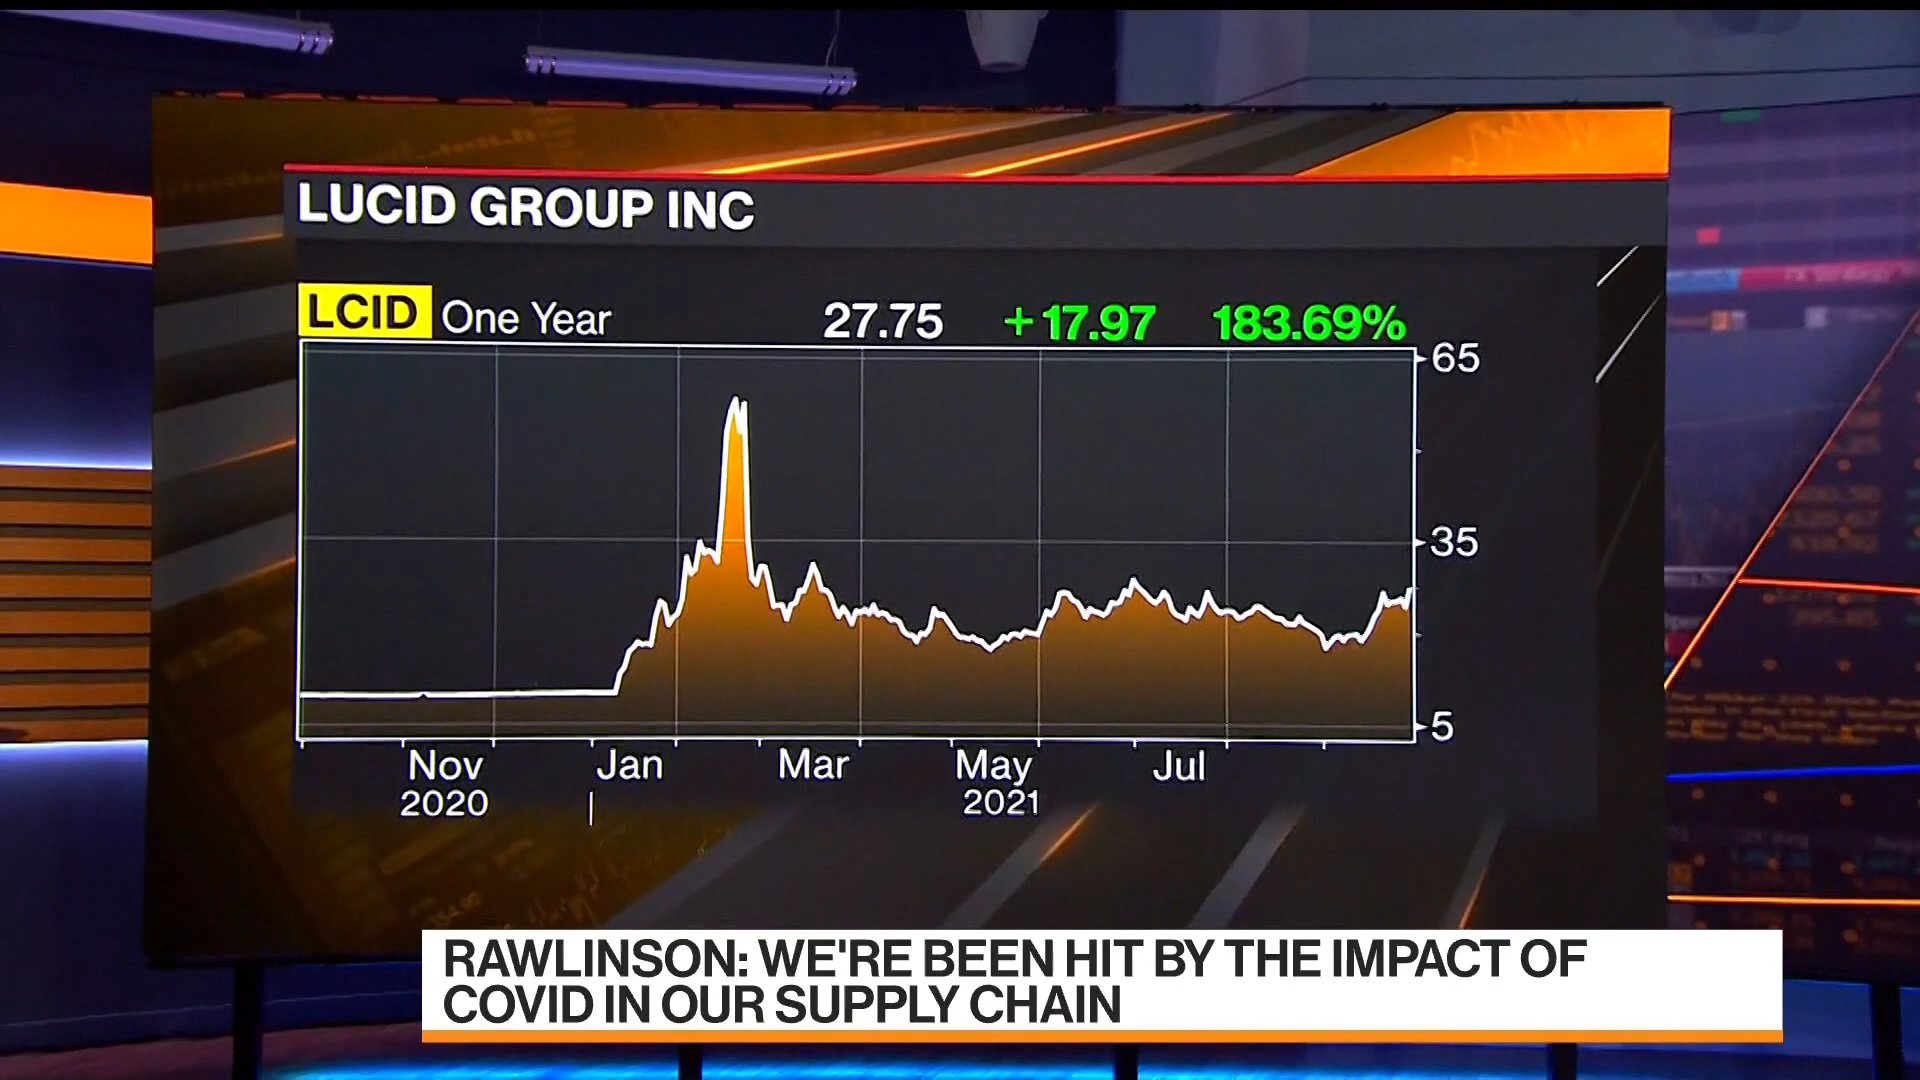 LUCID GROUP INC
LCID One Year 27.75 +17.97 183.69%
65
35
5
Nov Jan Mar May Jul
2020 2021
RAWLINSON: WE'RE BEEN HIT BY THE IMPACT OF
COVID IN OUR SUPPLY CHAIN